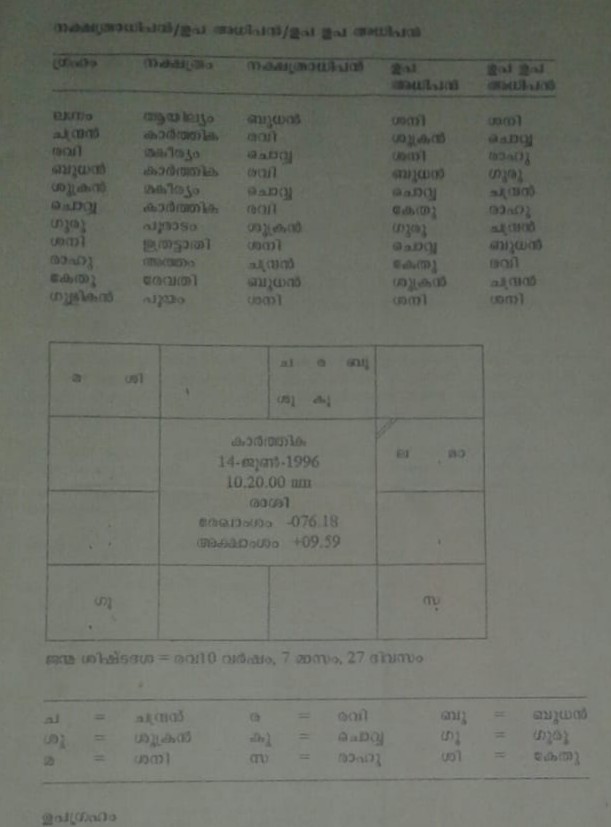 നക്ഷത്രാധിപൻ/ഉപ അധിപൻ/ഉപ ഉപ അധിപൻ
ഗ്രഹം നക്ഷത്രം നക്ഷത്രാധിപൻ ഉപ അധിപൻ ഉപ ഉപ അധിപൻ
ലഗ്നം ആയില്യം ബുധൻ ശനി ശനി
ചന്ദ്രൻ കാർത്തിക രവി ശുക്രൻ ചൊവ്വ
രവി മകീര്യം ചൊവ്വ ശനി രാഹു
ബുധൻ കാർത്തിക രവി ബുധൻ ഗുരു
ശുക്രൻ മകീര്യം ചൊവ്വ ചൊവ്വ ചന്ദ്രൻ
ചൊവ്വ കാർത്തിക രവി കേതു രാഹു
ഗുരു പൂരാടം ശുക്രൻ ഗുരു ചന്ദ്രൻ
ശനി ഉത്രട്ടാതി ശനി ചൊവ്വ ബുധൻ
രാഹു അത്തം ചന്ദ്രൻ കേതു രവി
കേതു രേവതി ബുധൻ ശുക്രൻ ചന്ദ്രൻ
ഗുളികൻ പൂയം ശനി ശനി ശനി
ച ര ബു
മ ശി
ശു കു
കാർത്തിക
ല മാ
14-ജൂൺ-1996
10.20.00 am
രാശി
രേഖാംശം -076.18
അക്ഷാംശം +09.59
ഗു സ
ജന്മ ശിഷ്ടദശ = രവി10 വർഷം, 7 മാസം, 27 ദിവസം
ച = ചന്ദ്രൻ ര = രവി ബു = ബുധൻ
ശു = ശുക്രൻ കു = ചൊവ്വ ഗു = ഗുരു
മ = ശനി സ = രാഹു ശി = കേതു
ഉപഗ്രഹം